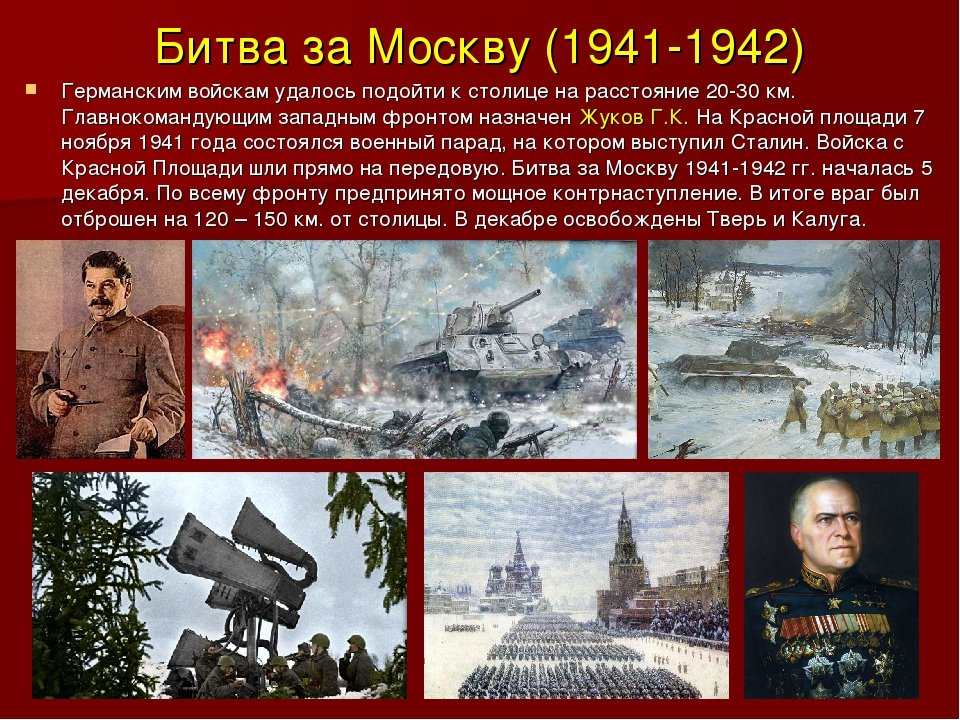 Битва за Москву (1941-1942)
Германским войскам удалось подойти к столице на расстояние 20-30 км.
Главнокомандующим западным фронтом назначен Жуков Г.К. На Красной площади 7
ноября 1941 года состоялся военный парад, на котором выступил Сталин. Войска с
Красной Площади шли прямо на передовую. Битва за Москву 1941-1942 гг. началась 5
декабря. По всему фронту предпринято мощное контрнаступление. В итоге враг был
отброшен на 120 – 150 км. от столицы. В декабре освобождены Тверь и Калуга.